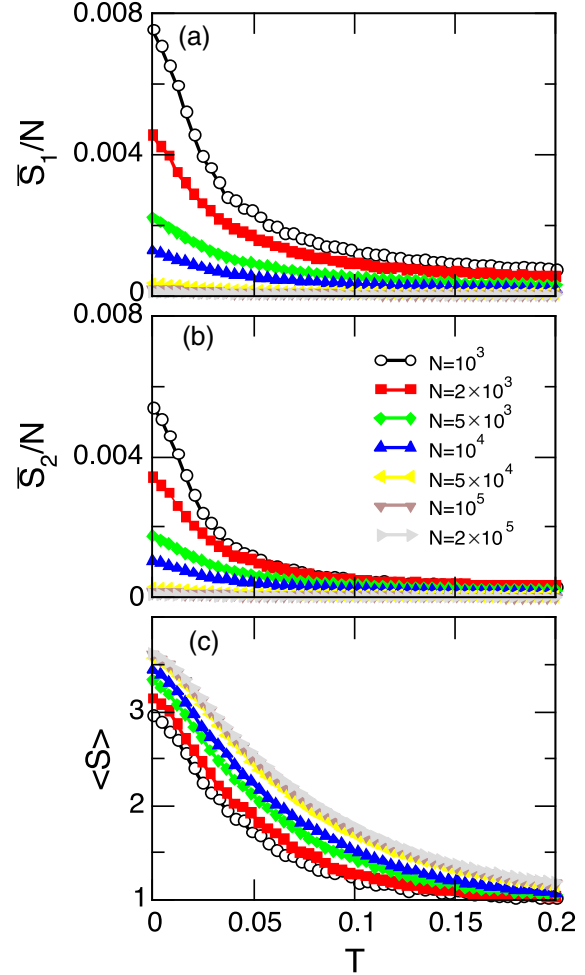 0.008
(a)
S̅₁/N
0.004
0
0.008
(b)
S̅₂/N
0.004
0
N=10³
N=2×10³
N=5×10³
N=10⁴
N=5×10⁴
N=10⁵
N=2×10⁵
(c)
<S>
3
2
1
0 0.05 0.1 0.15 0.2
T